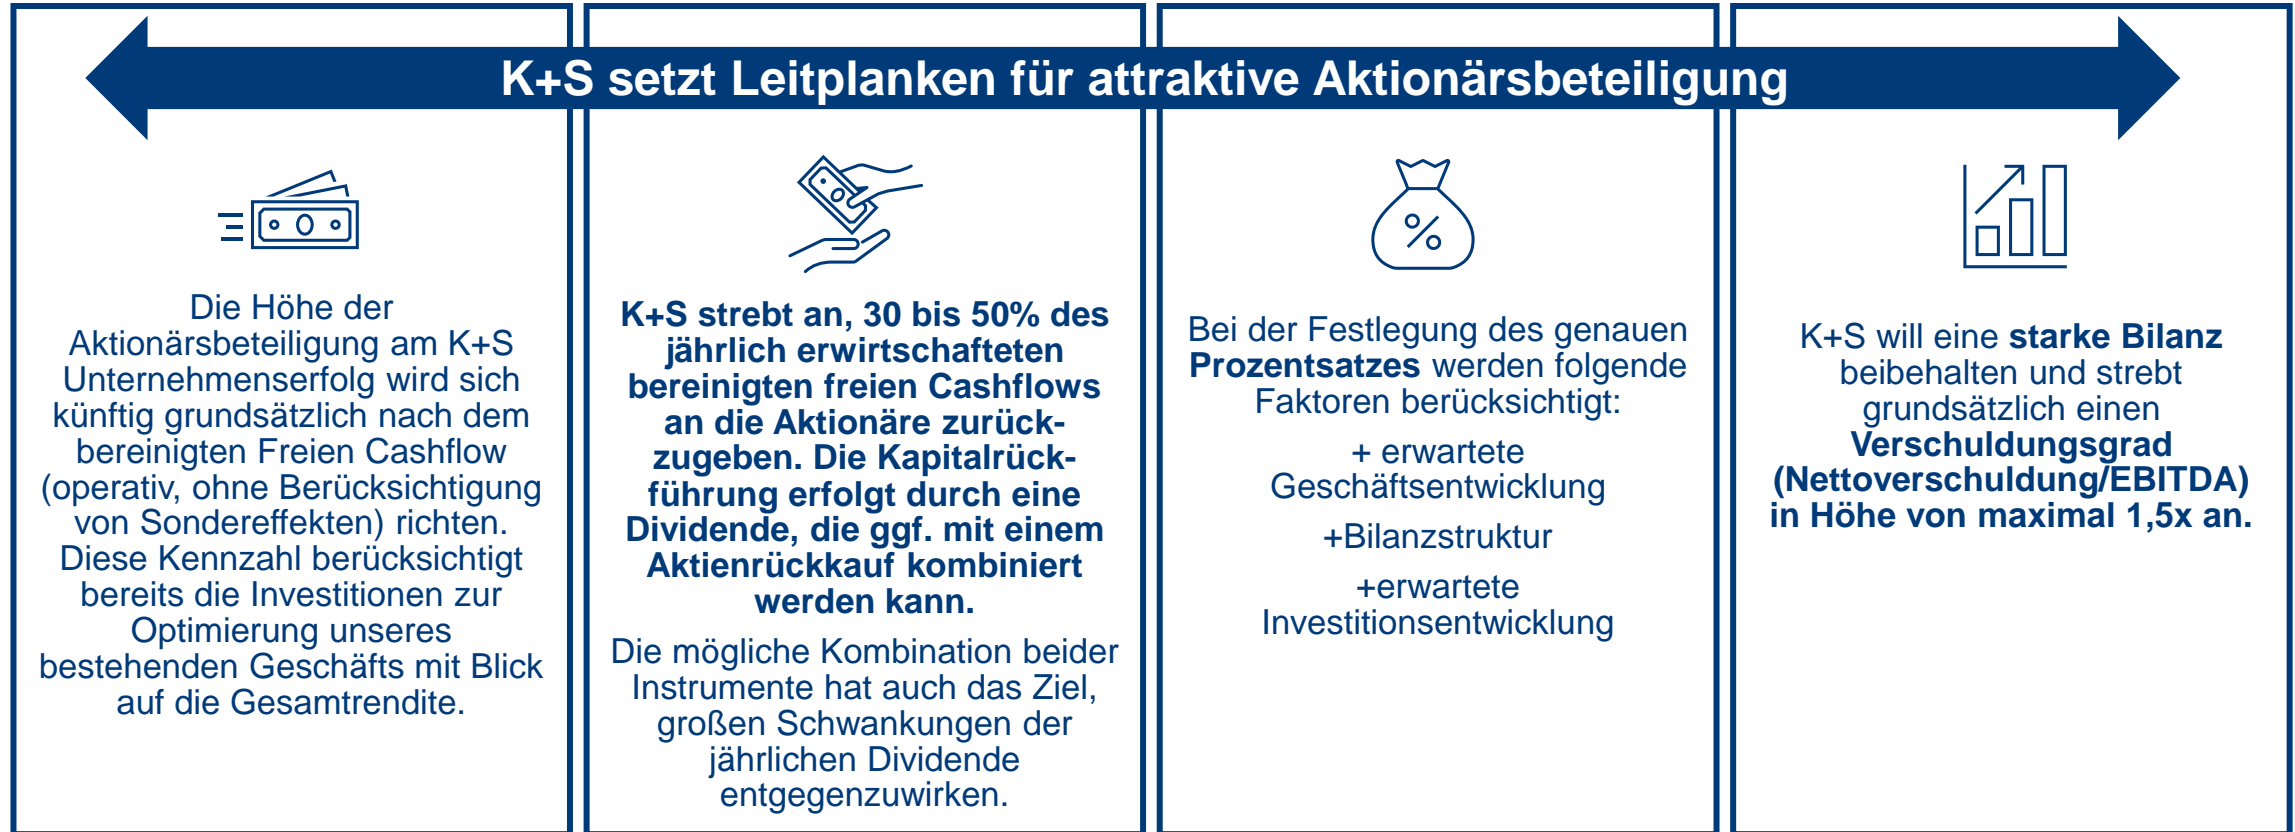 K+S setzt Leitplanken für attraktive Aktionärsbeteiligung
Die Höhe der
Aktionärsbeteiligung am K+S
Unternehmenserfolg wird sich
künftig grundsätzlich nach dem
bereinigten Freien Cashflow
(operativ, ohne Berücksichtigung
von Sondereffekten) richten.
Diese Kennzahl berücksichtigt
bereits die Investitionen zur
Optimierung unseres
bestehenden Geschäfts mit Blick
auf die Gesamtrendite.
K+S strebt an, 30 bis 50% des
jährlich erwirtschafteten
bereinigten freien Cashflows
an die Aktionäre zurück-
zugeben. Die Kapitalrück-
führung erfolgt durch eine
Dividende, die ggf. mit einem
Aktienrückkauf kombiniert
werden kann.
Die mögliche Kombination beider
Instrumente hat auch das Ziel,
großen Schwankungen der
jährlichen Dividende
entgegenzuwirken.
%
Bei der Festlegung des genauen
Prozentsatzes werden folgende
Faktoren berücksichtigt:
+ erwartete
Geschäftsentwicklung
+Bilanzstruktur
+erwartete
Investitionsentwicklung
K+S will eine starke Bilanz
beibehalten und strebt
grundsätzlich einen
Verschuldungsgrad
(Nettoverschuldung/EBITDA)
in Höhe von maximal 1,5x an.